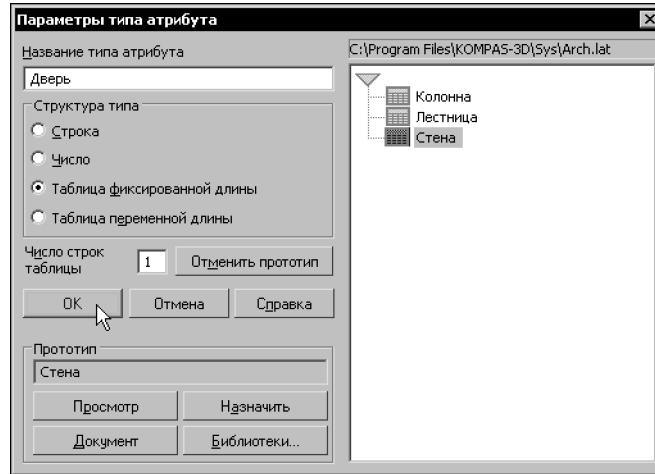 Параметры типа атрибута
Название типа атрибута
Дверь
Структура типа
Строка
Число
Таблица фиксированной длины
Таблица переменной длины
Число строк
таблицы
1
Отменить прототип
OK
Отмена
Справка
Прототип
Стена
Просмотр
Назначить
Документ
Библиотеки...
C:\Program Files\KOMPAS-3D\Sys\Arch.lat
Колонна
Лестница
Стена